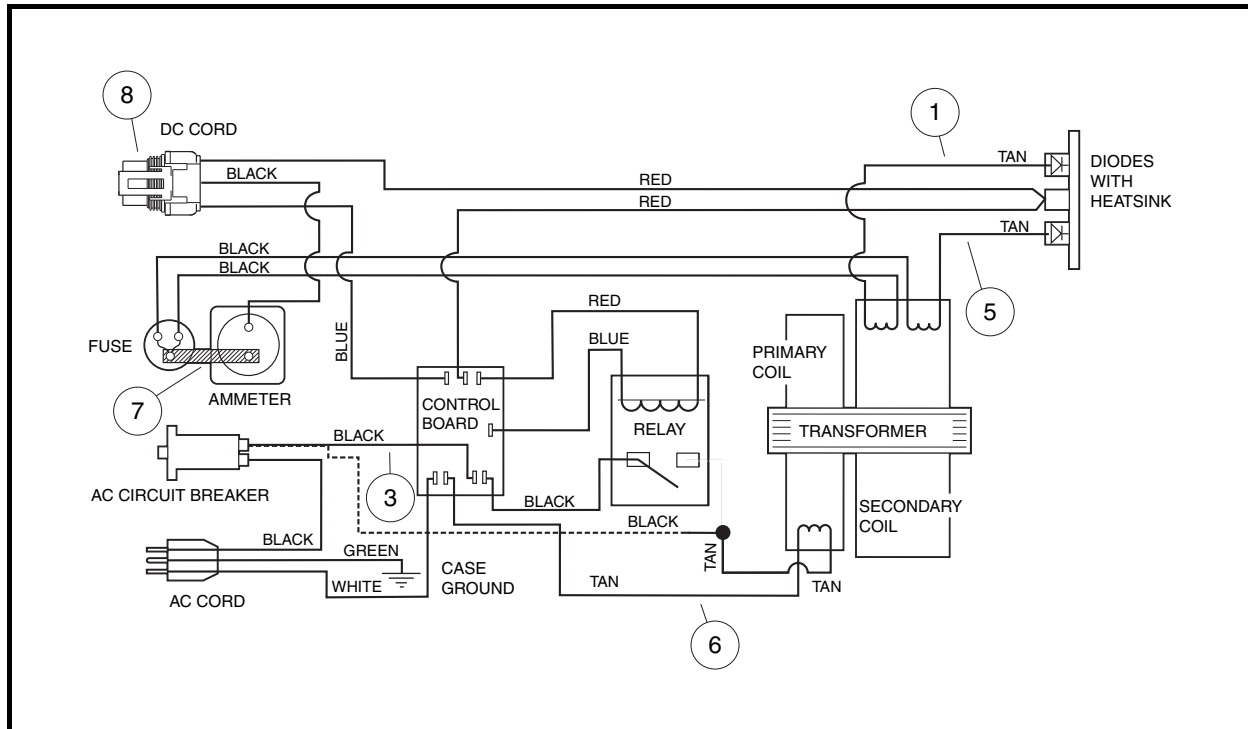 8
1
DC CORD
TAN
DIODES
WITH
HEATSINK
BLACK
RED
RED
TAN
BLACK
BLACK
5
RED
BLUE
BLUE
FUSE
PRIMARY
COIL
7
AMMETER
CONTROL
BOARD
RELAY
TRANSFORMER
BLACK
AC CIRCUIT BREAKER
3
BLACK
SECONDARY
COIL
BLACK
BLACK
GREEN
TAN
CASE
GROUND
WHITE
TAN
TAN
AC CORD
6